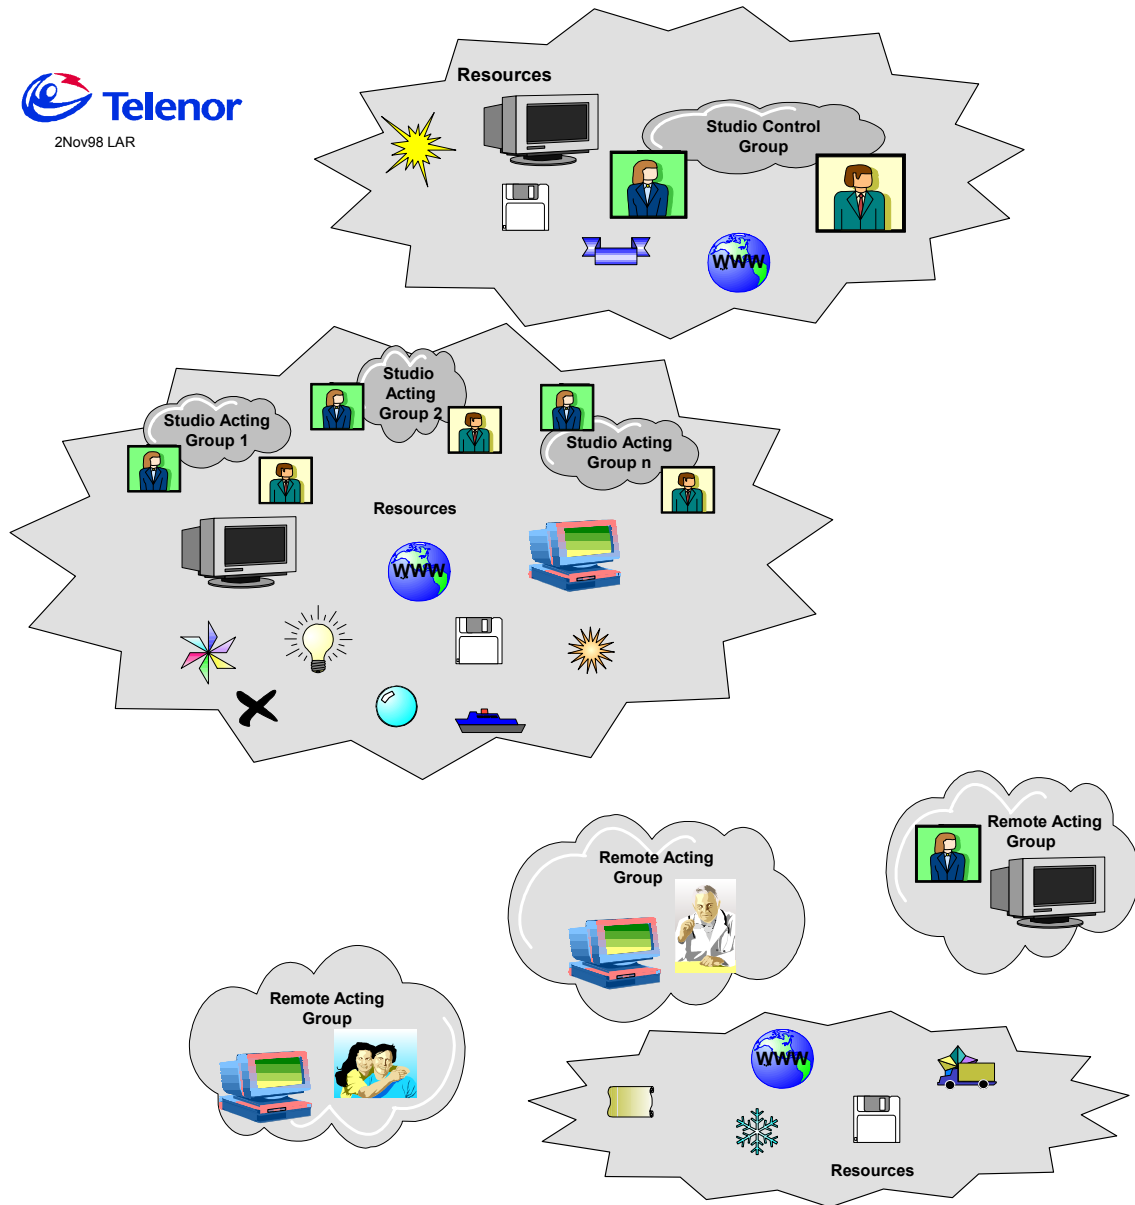 Telenor
2Nov98 LAR
Resources
Studio Control
Group
WWW
Studio
Acting
Group 2
Studio Acting
Group 1
Studio Acting
Group n
Resources
WWW
Remote Acting
Group
Remote Acting
Group
Remote Acting
Group
WWW
Resources